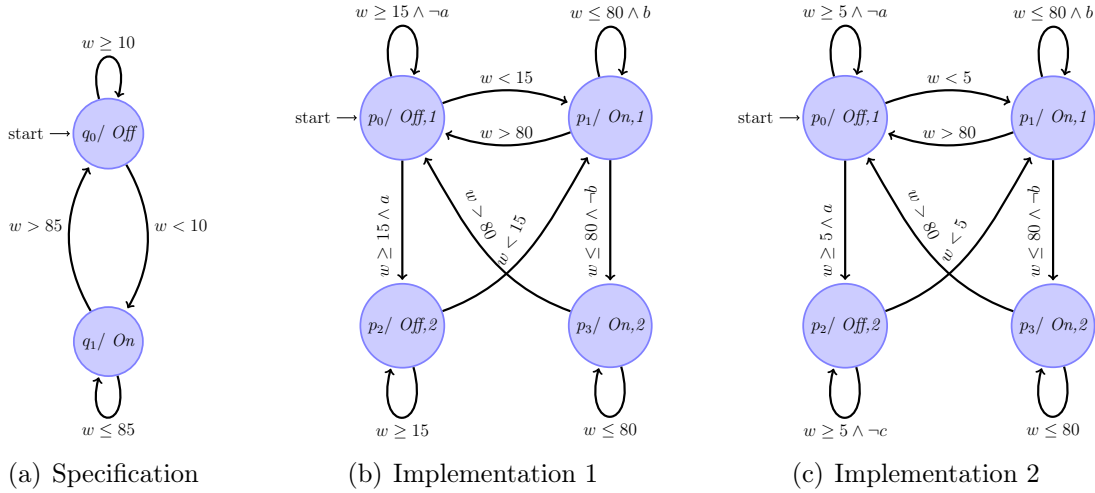 w ≥ 10
start
q₀/ Off
w > 85
w < 10
q₁/ On
w ≤ 85
(a) Specification
w ≥ 15 ∧ ¬a
w ≤ 80 ∧ b
w < 15
start
p₀/ Off,1
p₁/ On,1
w > 80
w ≥ 15 ∧ a
w > 80
w < 15
w ≤ 80 ∧ ¬b
p₂/ Off,2
p₃/ On,2
w ≥ 15
w ≤ 80
(b) Implementation 1
w ≥ 5 ∧ ¬a
w ≤ 80 ∧ b
w < 5
start
p₀/ Off,1
p₁/ On,1
w > 80
w ≥ 5 ∧ a
w > 80
w < 5
w ≤ 80 ∧ ¬b
p₂/ Off,2
p₃/ On,2
w ≥ 5 ∧ ¬c
w ≤ 80
(c) Implementation 2